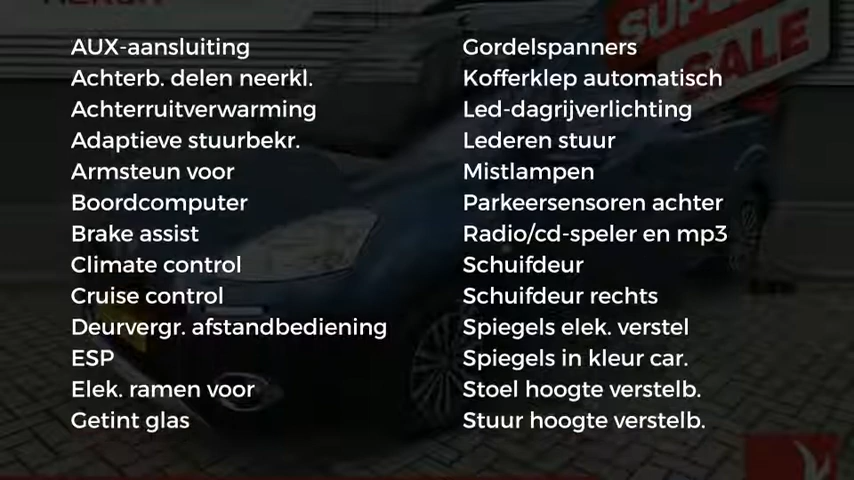 AUX-aansluiting
Achterb. delen neerkl.
Achterruitverwarming
Adaptieve stuurbekr.
Armsteun voor
Boordcomputer
Brake assist
Climate control
Cruise control
Deurvergr. afstandbediening
ESP
Elek. ramen voor
Getint glas
Gordelspanners
Kofferklep automatisch
Led-dagrijverlichting
Lederen stuur
Mistlampen
Parkeersensoren achter
Radio/cd-speler en mp3
Schuifdeur
Schuifdeur rechts
Spiegels elek. verstel
Spiegels in kleur car.
Stoel hoogte verstelb.
Stuur hoogte verstelb.
SALE